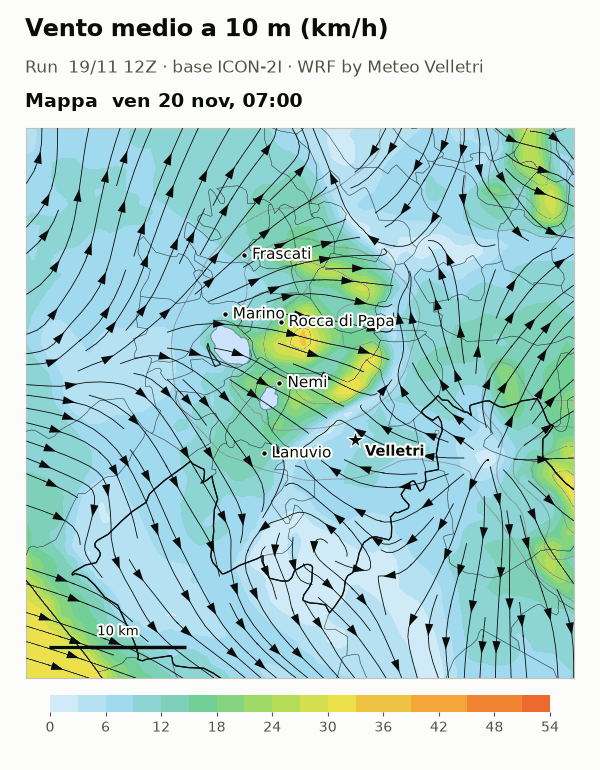 Vento medio a 10 m (km/h)
Run  19/11 12Z · base ICON-2I · WRF by Meteo Velletri
Mappa  ven 20 nov, 07:00
Frascati
Marino
Rocca di Papa
Nemi
Velletri
Lanuvio
10 km
0 6 12 18 24 30 36 42 48 54